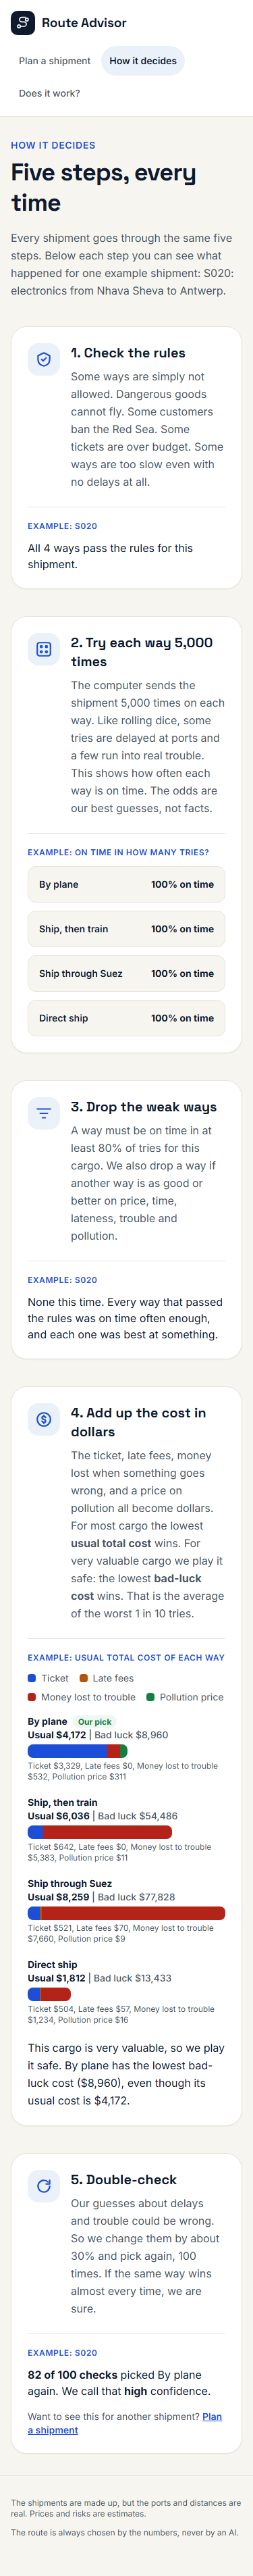 Route Advisor
Plan a shipment
How it decides
Does it work?
HOW IT DECIDES
Five steps, every
time
Every shipment goes through the same five
steps. Below each step you can see what
happened for one example shipment: S020:
electronics from Nhava Sheva to Antwerp.
1. Check the rules
Some ways are simply not
allowed. Dangerous goods
cannot fly. Some customers
ban the Red Sea. Some
tickets are over budget. Some
ways are too slow even with
no delays at all.
EXAMPLE: S020
All 4 ways pass the rules for this
shipment.
2. Try each way 5,000
times
The computer sends the
shipment 5,000 times on each
way. Like rolling dice, some
tries are delayed at ports and
a few run into real trouble.
This shows how often each
way is on time. The odds are
our best guesses, not facts.
EXAMPLE: ON TIME IN HOW MANY TRIES?
By plane 100% on time
Ship, then train 100% on time
Ship through Suez 100% on time
Direct ship 100% on time
3. Drop the weak ways
A way must be on time in at
least 80% of tries for this
cargo. We also drop a way if
another way is as good or
better on price, time,
lateness, trouble and
pollution.
EXAMPLE: S020
None this time. Every way that passed
the rules was on time often enough,
and each one was best at something.
4. Add up the cost in
dollars
The ticket, late fees, money
lost when something goes
wrong, and a price on
pollution all become dollars.
For most cargo the lowest
usual total cost wins. For
very valuable cargo we play it
safe: the lowest bad-luck
cost wins. That is the average
of the worst 1 in 10 tries.
EXAMPLE: USUAL TOTAL COST OF EACH WAY
Ticket Late fees
Money lost to trouble Pollution price
By plane Our pick
Usual $4,172 | Bad luck $8,960
Ticket $3,329, Late fees $0, Money lost to trouble
$532, Pollution price $311
Ship, then train
Usual $6,036 | Bad luck $54,486
Ticket $642, Late fees $0, Money lost to trouble
$5,383, Pollution price $11
Ship through Suez
Usual $8,259 | Bad luck $77,828
Ticket $521, Late fees $70, Money lost to trouble
$7,660, Pollution price $9
Direct ship
Usual $1,812 | Bad luck $13,433
Ticket $504, Late fees $57, Money lost to trouble
$1,234, Pollution price $16
This cargo is very valuable, so we play
it safe. By plane has the lowest bad-
luck cost ($8,960), even though its
usual cost is $4,172.
5. Double-check
Our guesses about delays
and trouble could be wrong.
So we change them by about
30% and pick again, 100
times. If the same way wins
almost every time, we are
sure.
EXAMPLE: S020
82 of 100 checks picked By plane
again. We call that high confidence.
Want to see this for another shipment? Plan
a shipment
The shipments are made up, but the ports and distances are
real. Prices and risks are estimates.
The route is always chosen by the numbers, never by an AI.